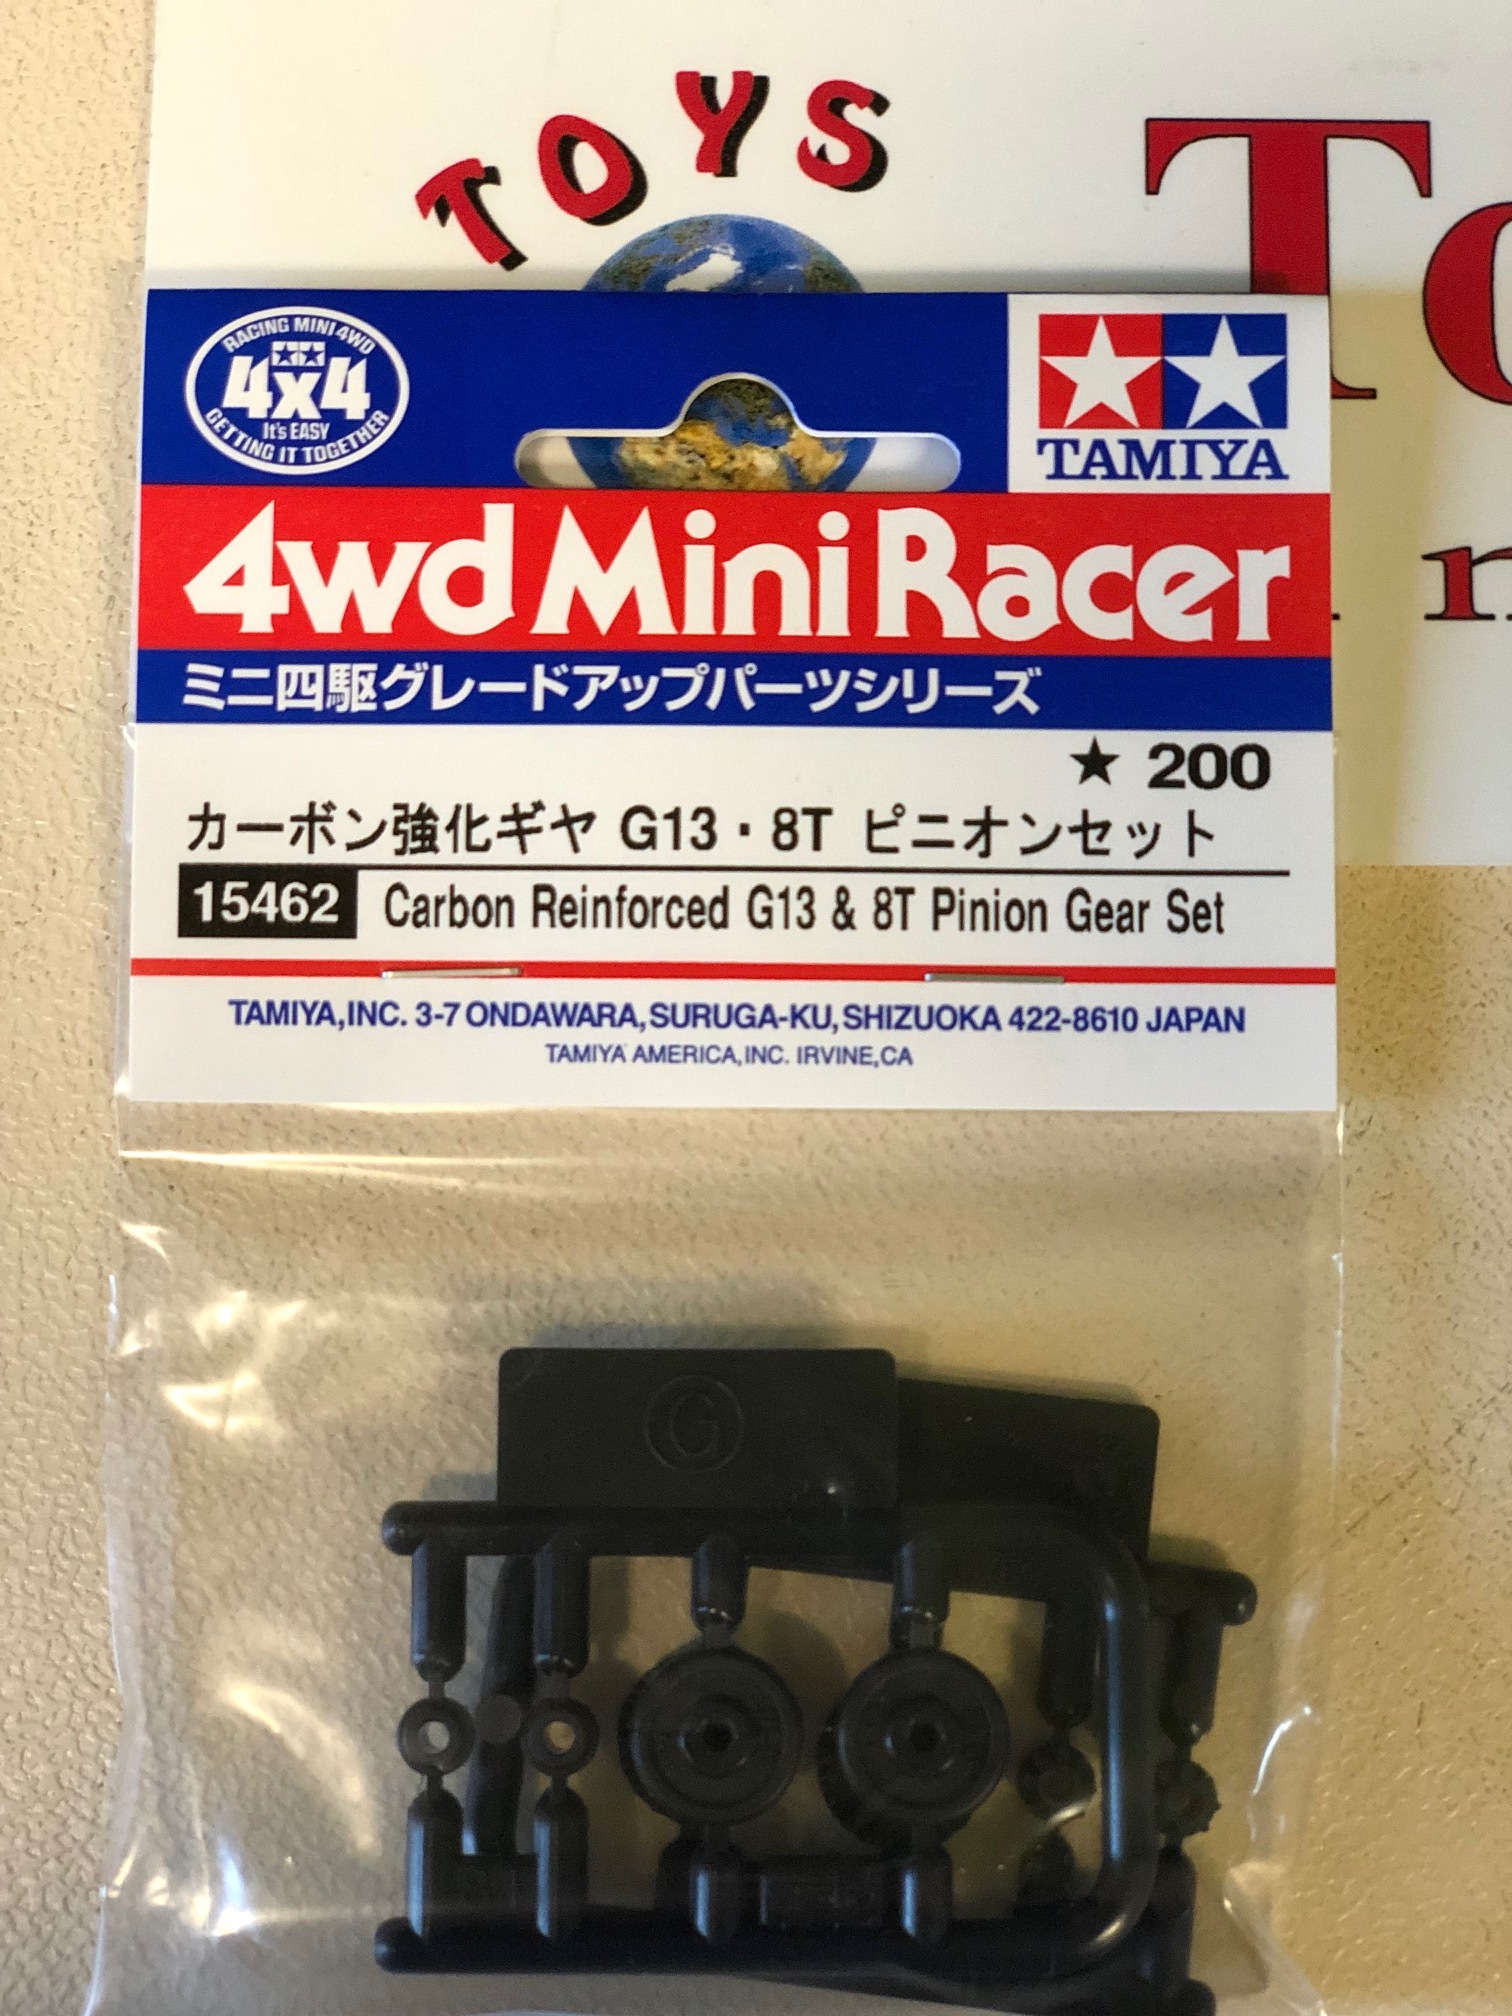 TOYS
RACING MINI 4WD
4x4
It's EASY
GETTING IT TOGETHER
TAMIYA
4wd Mini Racer
ミニ四駆グレードアップパーツシリーズ
★ 200
カーボン強化ギヤ G13・8T ピニオンセット
15462 Carbon Reinforced G13 & 8T Pinion Gear Set
TAMIYA,INC. 3-7 ONDAWARA,SURUGA-KU,SHIZUOKA 422-8610 JAPAN
TAMIYA AMERICA,INC. IRVINE,CA
G